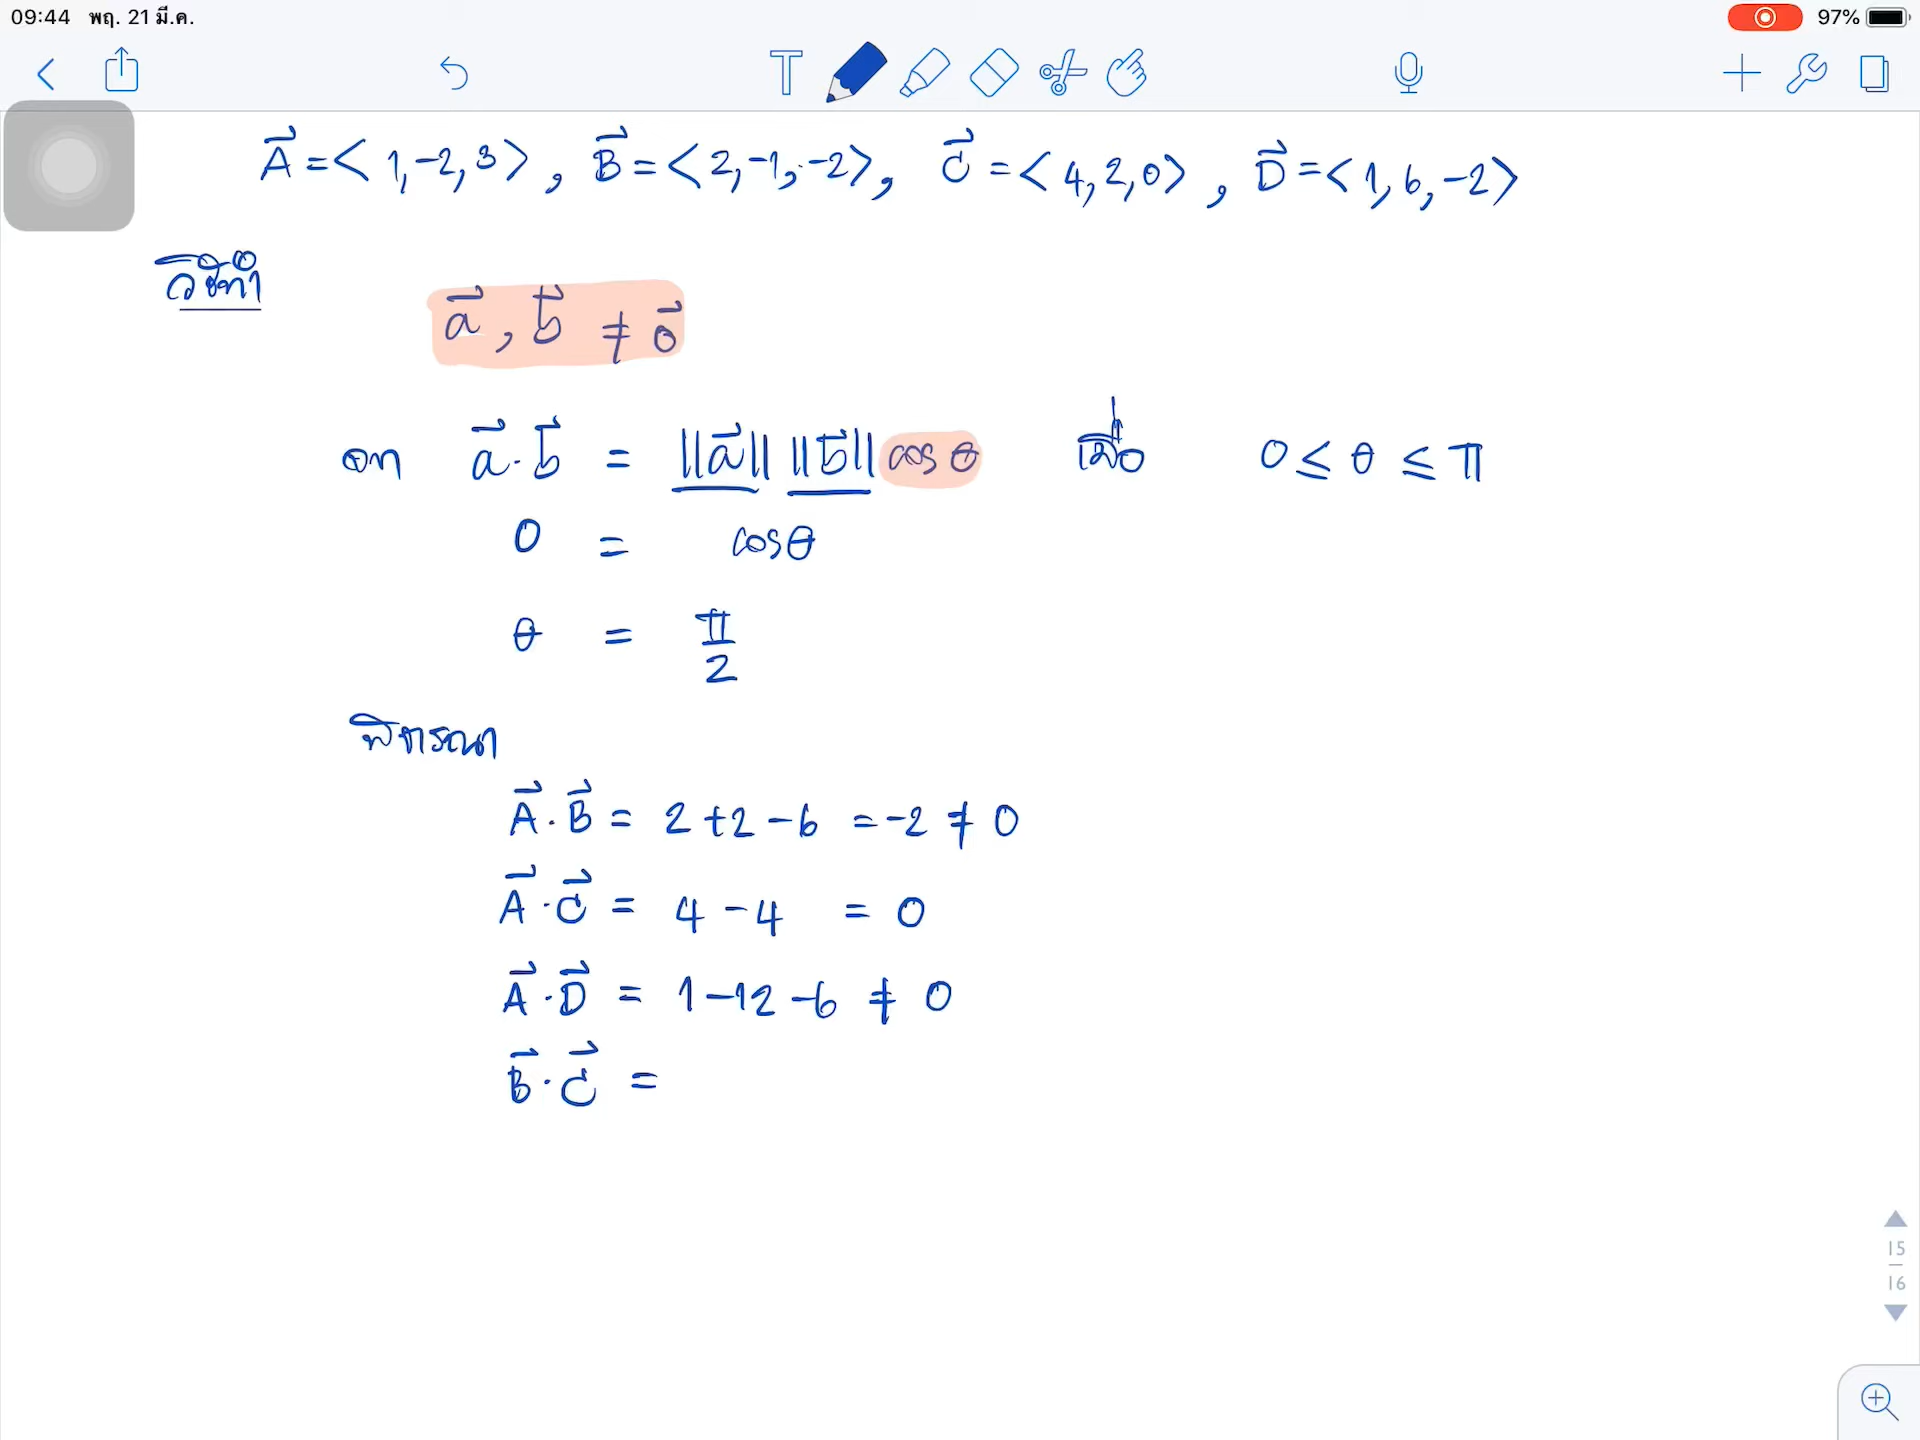 09:44 พฤ. 21 มี.ค. 97%
T
A⃗ = < 1, -2, 3 > , B⃗ = < 2, -1, -2 > , C⃗ = < 4, 2, 0 > , D⃗ = < 1, 6, -2 >
วิธีทำ
a⃗ , b⃗ ≠ 0⃗
จาก a⃗ · b⃗ = ||a⃗|| ||b⃗|| cos θ เมื่อ 0 ≤ θ ≤ π
0 = cos θ
θ = π/2
พิจารณา
A⃗ · B⃗ = 2 + 2 - 6 = -2 ≠ 0
A⃗ · C⃗ = 4 - 4 = 0
A⃗ · D⃗ = 1 - 12 - 6 ≠ 0
B⃗ · C⃗ =
15
16